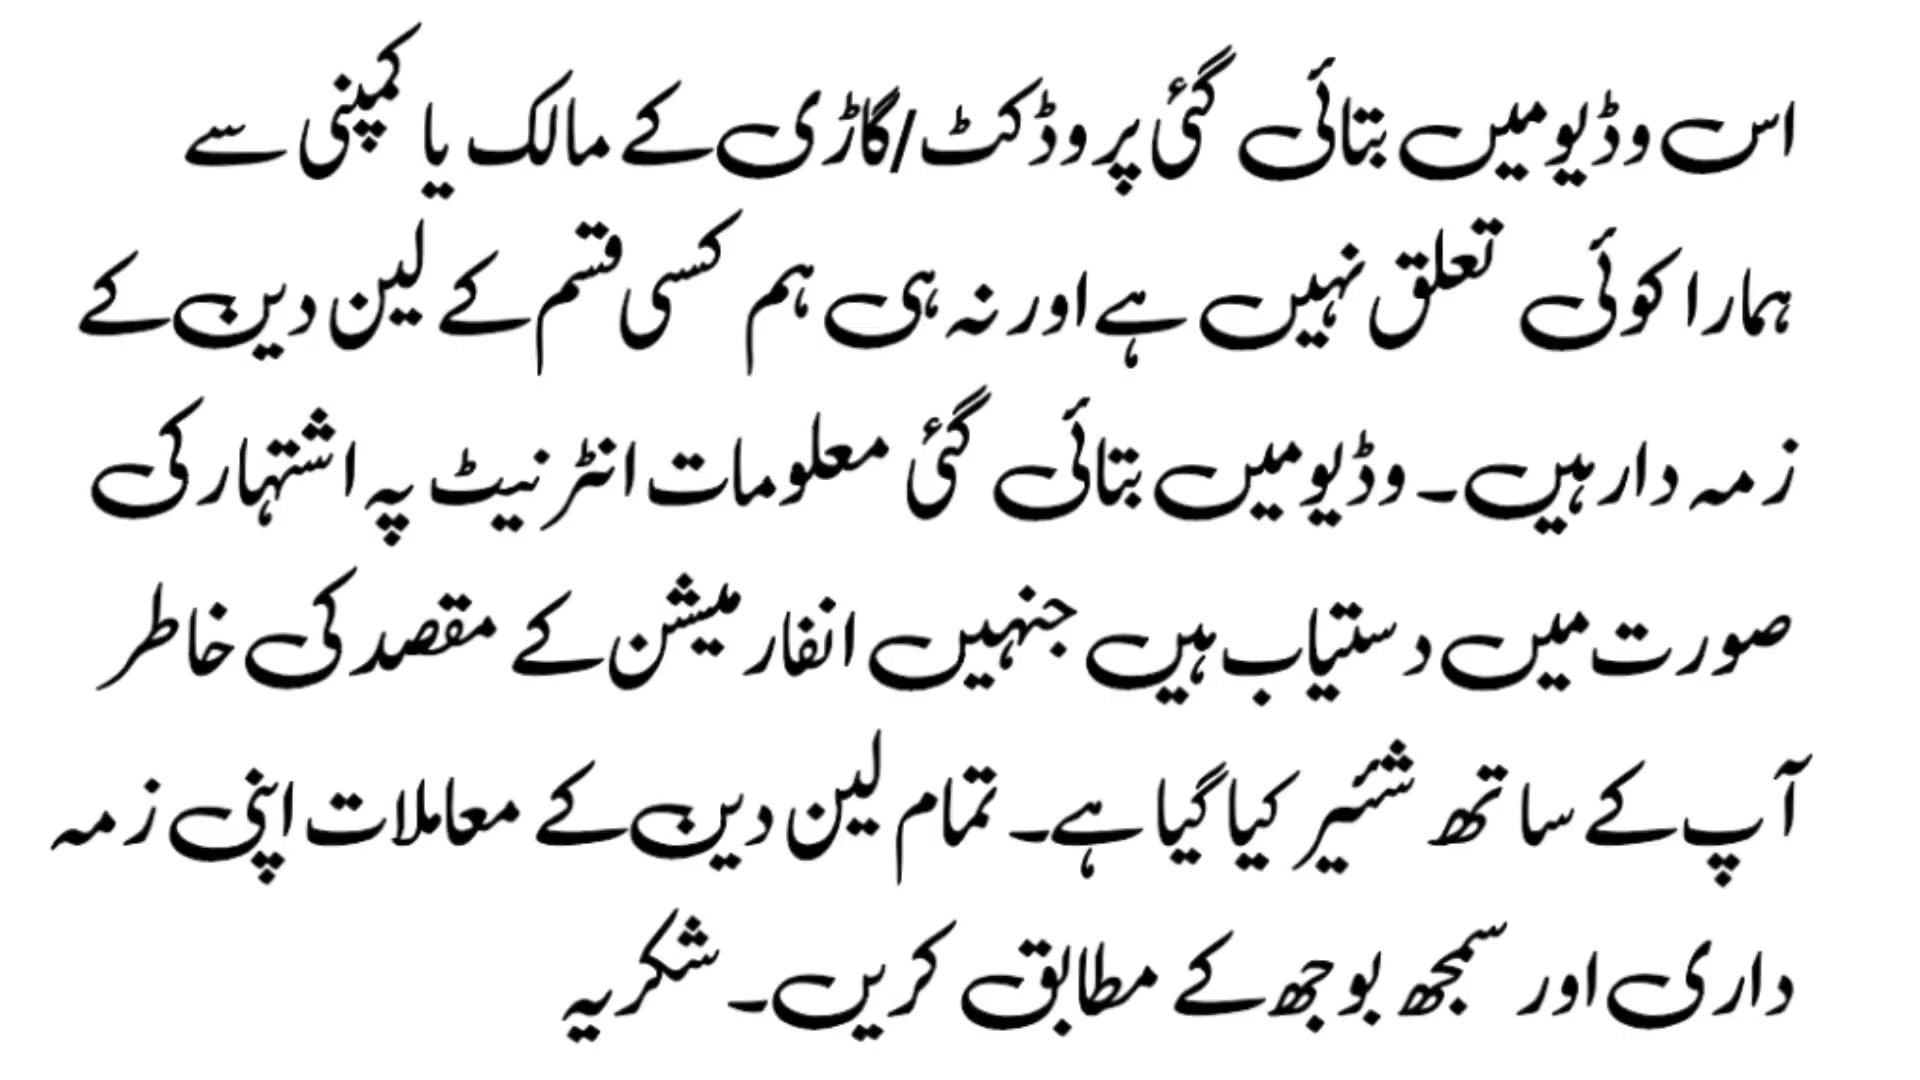 اس وڈیو میں بتائی گئی پروڈکٹ/گاڑی کے مالک یا کمپنی سے
ہمارا کوئی تعلق نہیں ہے اور نہ ہی ہم کسی قسم کے لین دین کے
زمہ دار ہیں۔ وڈیو میں بتائی گئی معلومات انٹرنیٹ پہ اشتہار کی
صورت میں دستیاب ہیں جنہیں انفارمیشن کے مقصد کی خاطر
آپ کے ساتھ شئیر کیا گیا ہے۔ تمام لین دین کے معاملات اپنی زمہ
داری اور سمجھ بوجھ کے مطابق کریں۔ شکریہ